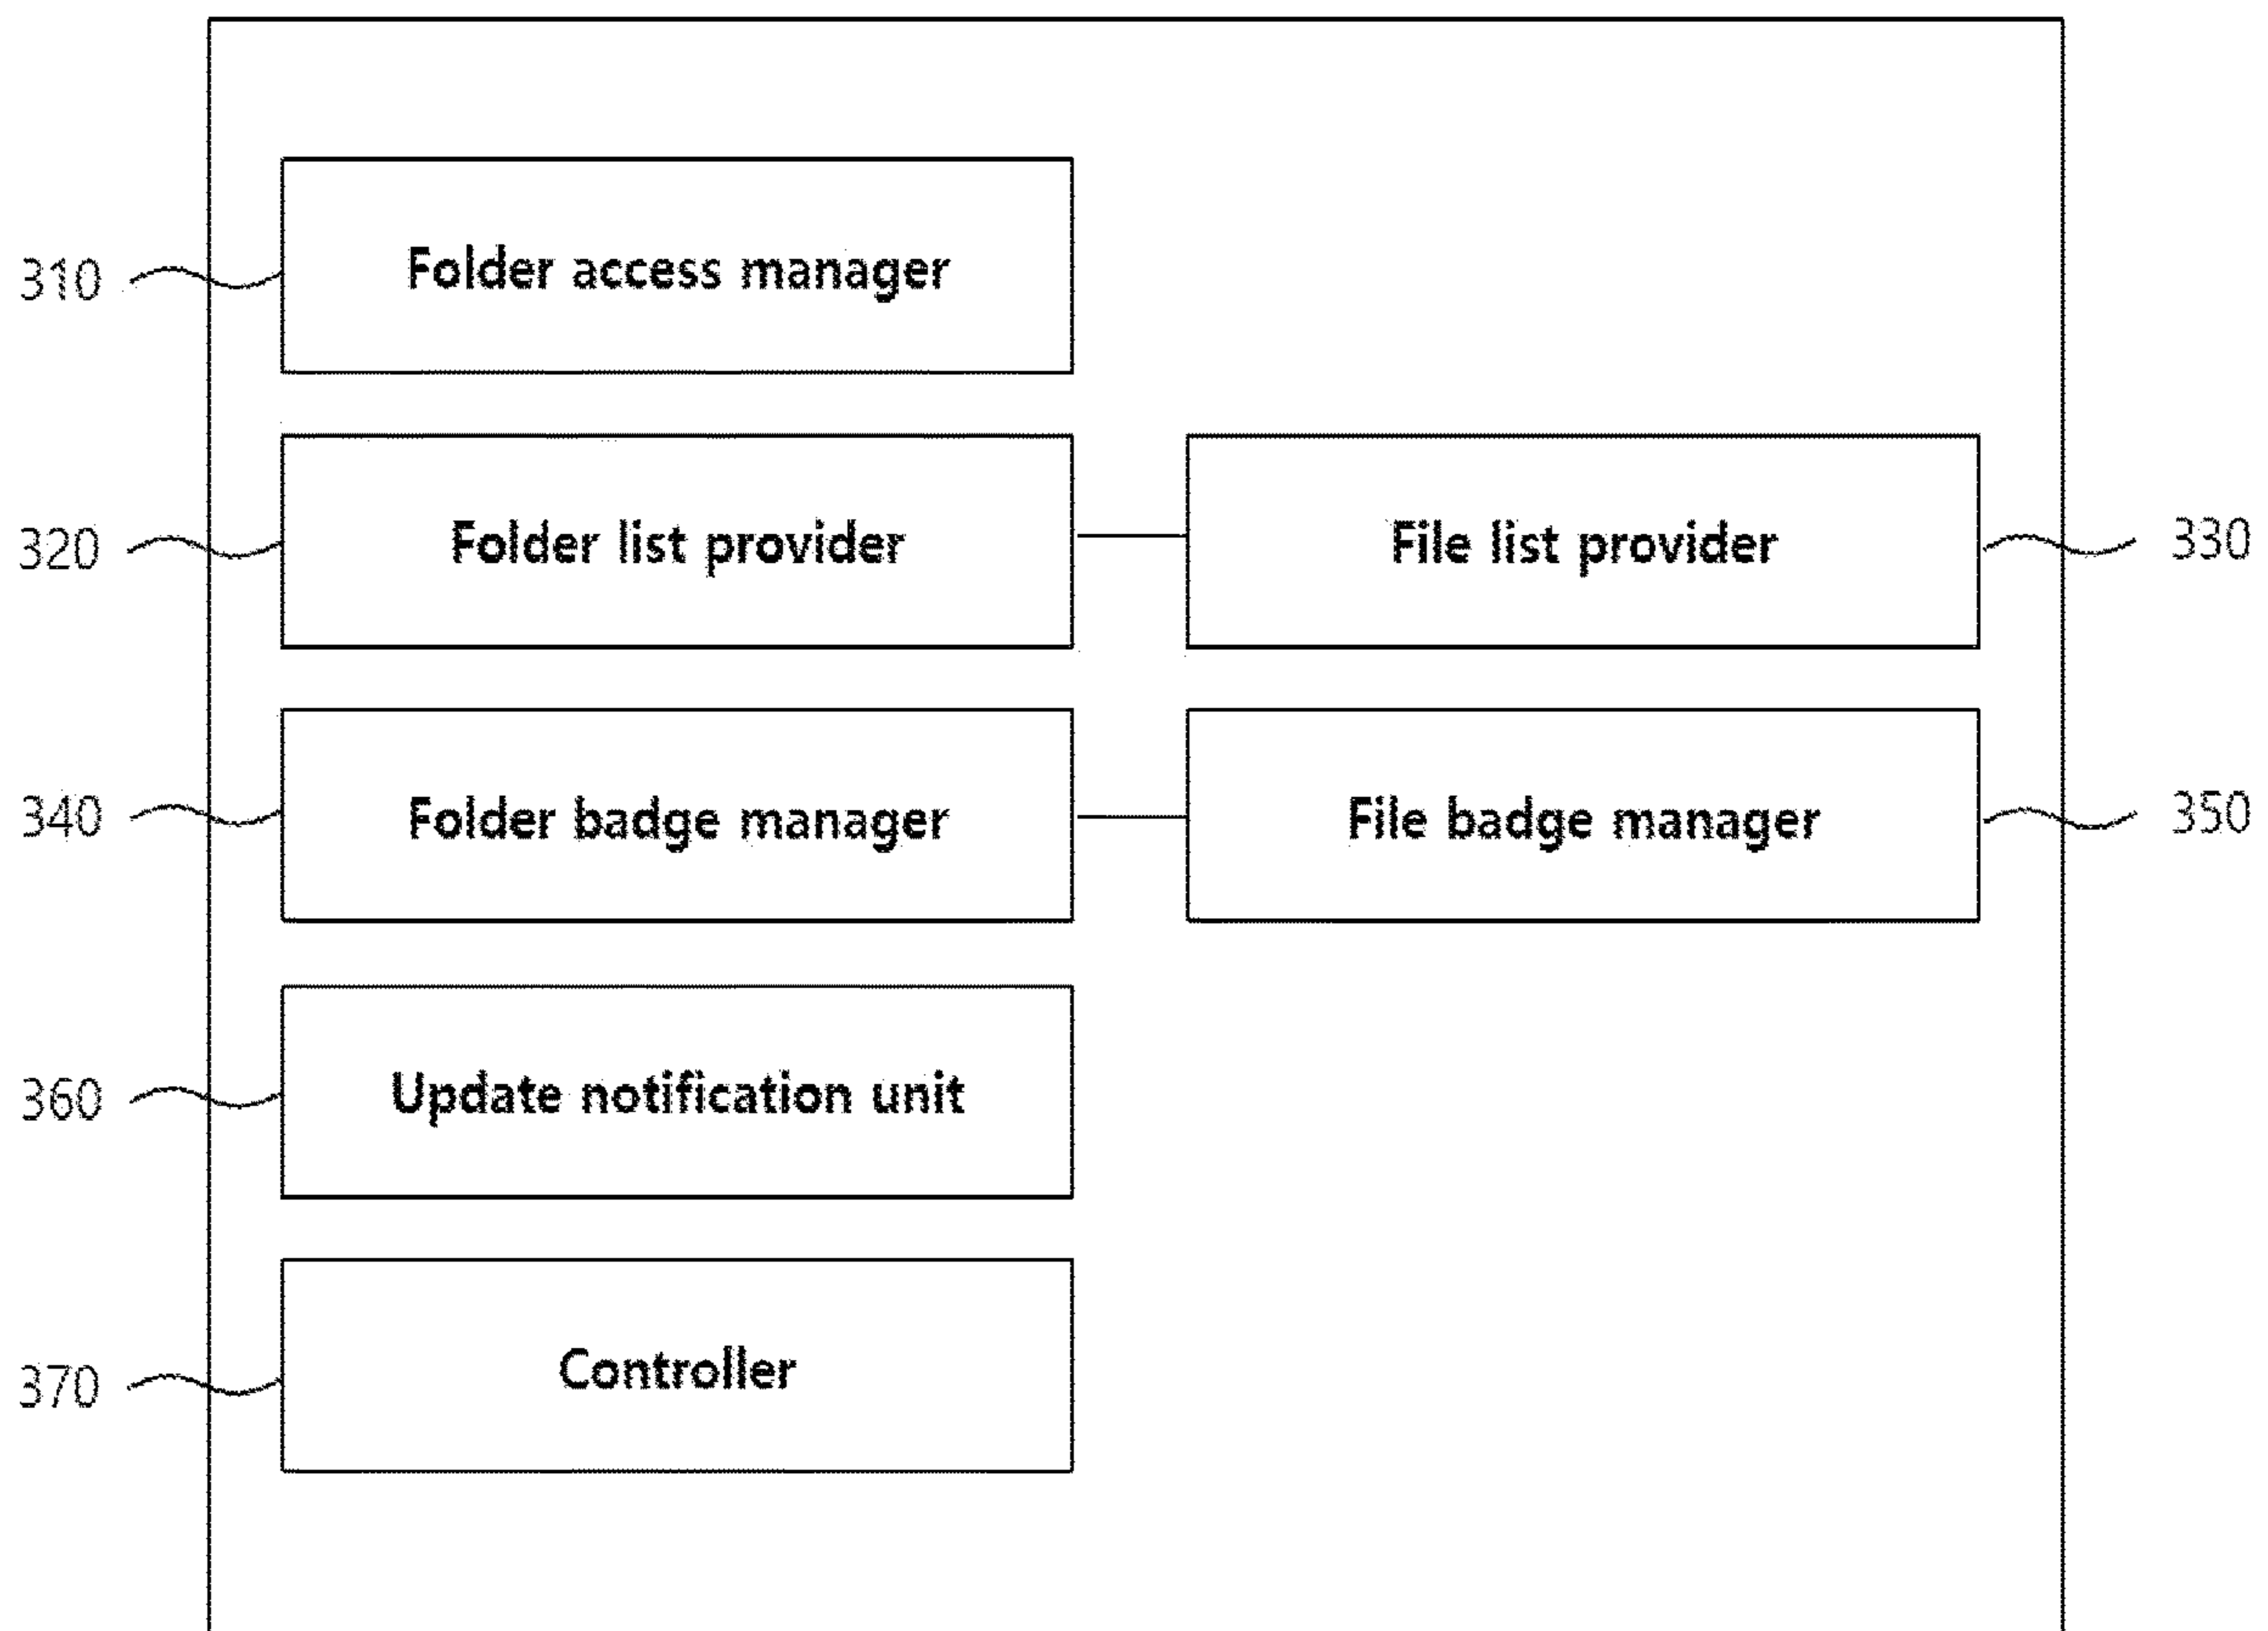 310 Folder access manager
320 Folder list provider File list provider 330
340 Folder badge manager File badge manager 350
360 Update notification unit
370 Controller